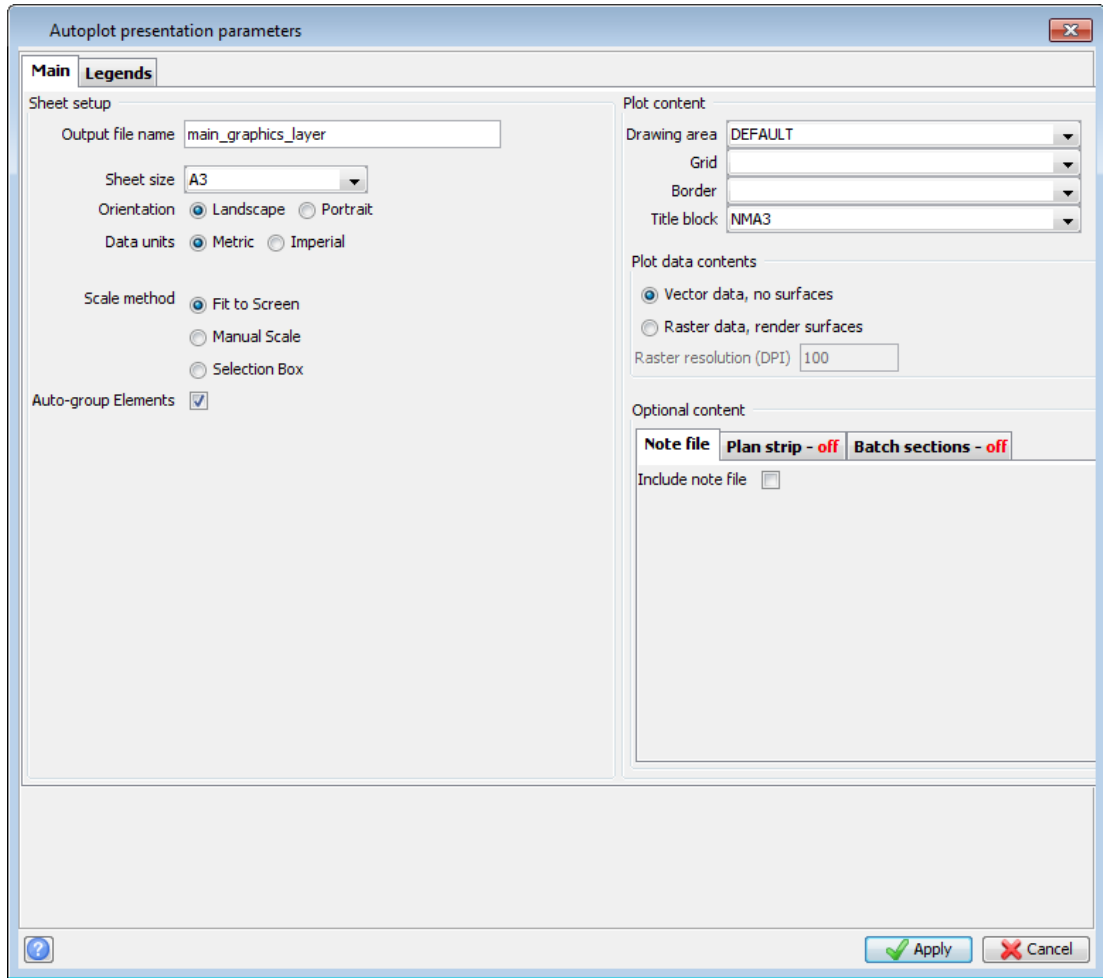 Autoplot presentation parameters
Main Legends
Sheet setup
Output file name main_graphics_layer
Sheet size A3
Orientation Landscape Portrait
Data units Metric Imperial
Scale method Fit to Screen
Manual Scale
Selection Box
Auto-group Elements
Plot content
Drawing area DEFAULT
Grid
Border
Title block NMA3
Plot data contents
Vector data, no surfaces
Raster data, render surfaces
Raster resolution (DPI) 100
Optional content
Note file Plan strip - off Batch sections - off
Include note file
? Apply Cancel